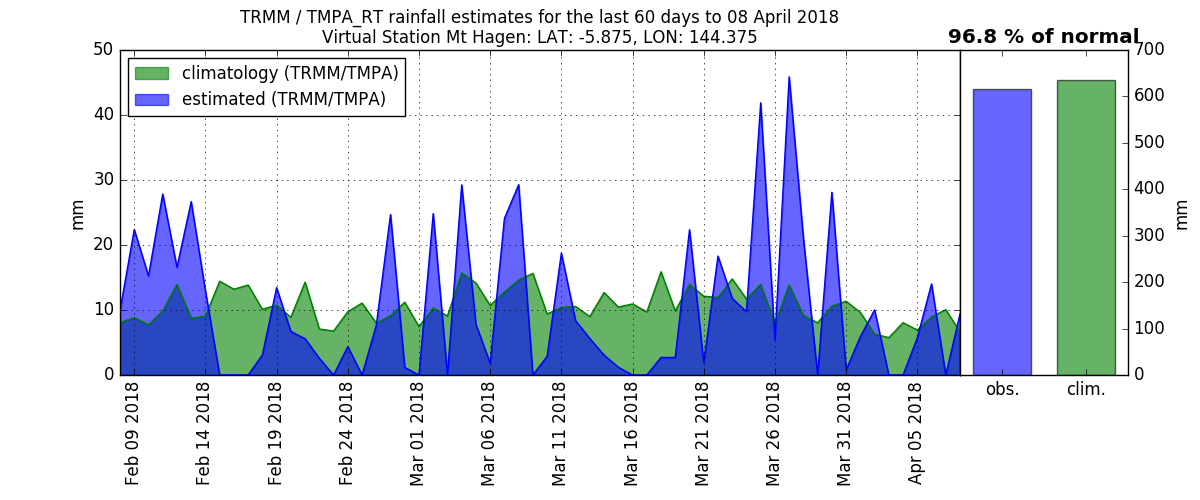 TRMM / TMPA_RT rainfall estimates for the last 60 days to 08 April 2018
Virtual Station Mt Hagen: LAT: -5.875, LON: 144.375
96.8 % of normal
climatology (TRMM/TMPA)
estimated (TRMM/TMPA)
50
40
30
20
10
0
mm
Feb 09 2018
Feb 14 2018
Feb 19 2018
Feb 24 2018
Mar 01 2018
Mar 06 2018
Mar 11 2018
Mar 16 2018
Mar 21 2018
Mar 26 2018
Mar 31 2018
Apr 05 2018
obs.
clim.
700
600
500
400
300
200
100
0
mm